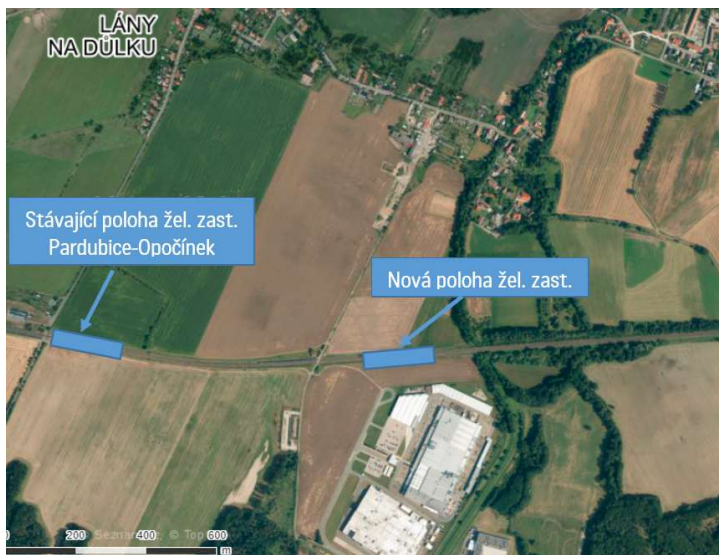 LÁNY
NA DŮLKU
Stávající poloha žel. zast.
Pardubice-Opočínek
Nová poloha žel. zast.
200 400 600
m